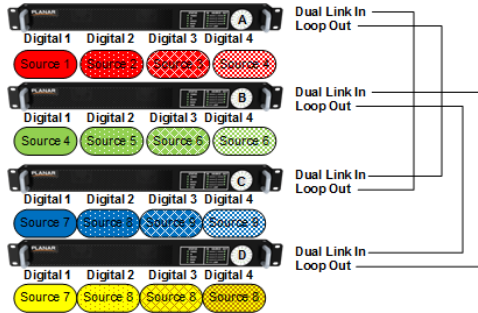 PLANAR A Dual Link In
Loop Out
Digital 1 Digital 2 Digital 3 Digital 4
Source 1 Source 2 Source 3 Source 4
PLANAR B Dual Link In
Loop Out
Digital 1 Digital 2 Digital 3 Digital 4
Source 4 Source 5 Source 6 Source 6
PLANAR C Dual Link In
Loop Out
Digital 1 Digital 2 Digital 3 Digital 4
Source 7 Source 8 Source 9 Source 9
PLANAR D Dual Link In
Loop Out
Digital 1 Digital 2 Digital 3 Digital 4
Source 7 Source 8 Source 8 Source 8